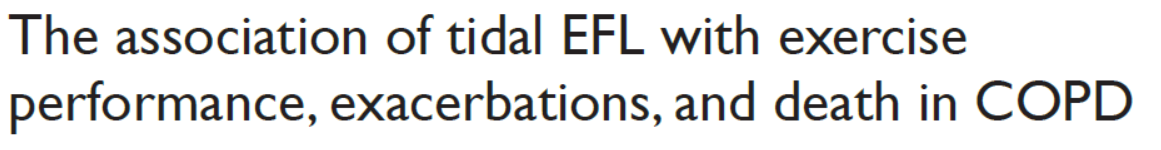 The association of tidal EFL with exercise
performance, exacerbations, and death in COPD